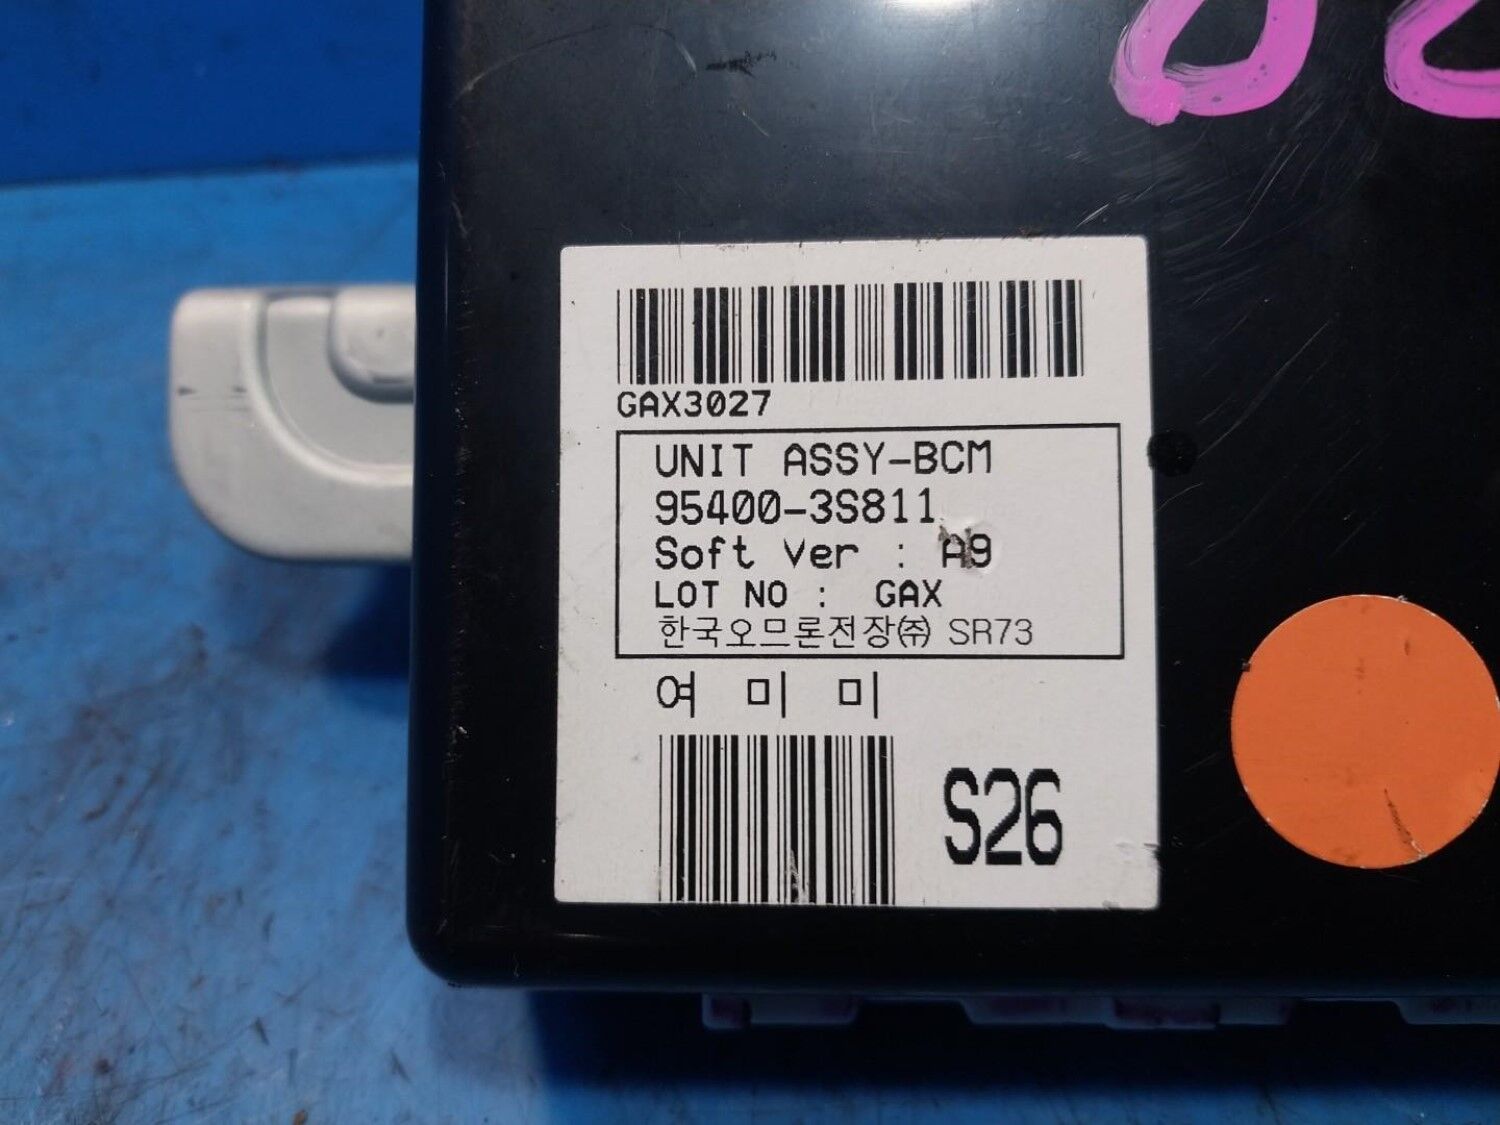 GAX3027
UNIT ASSY-BCM
95400-3S811
Soft Ver : A9
LOT NO : GAX
한국오므론전장㈜ SR73
여 미 미
S26